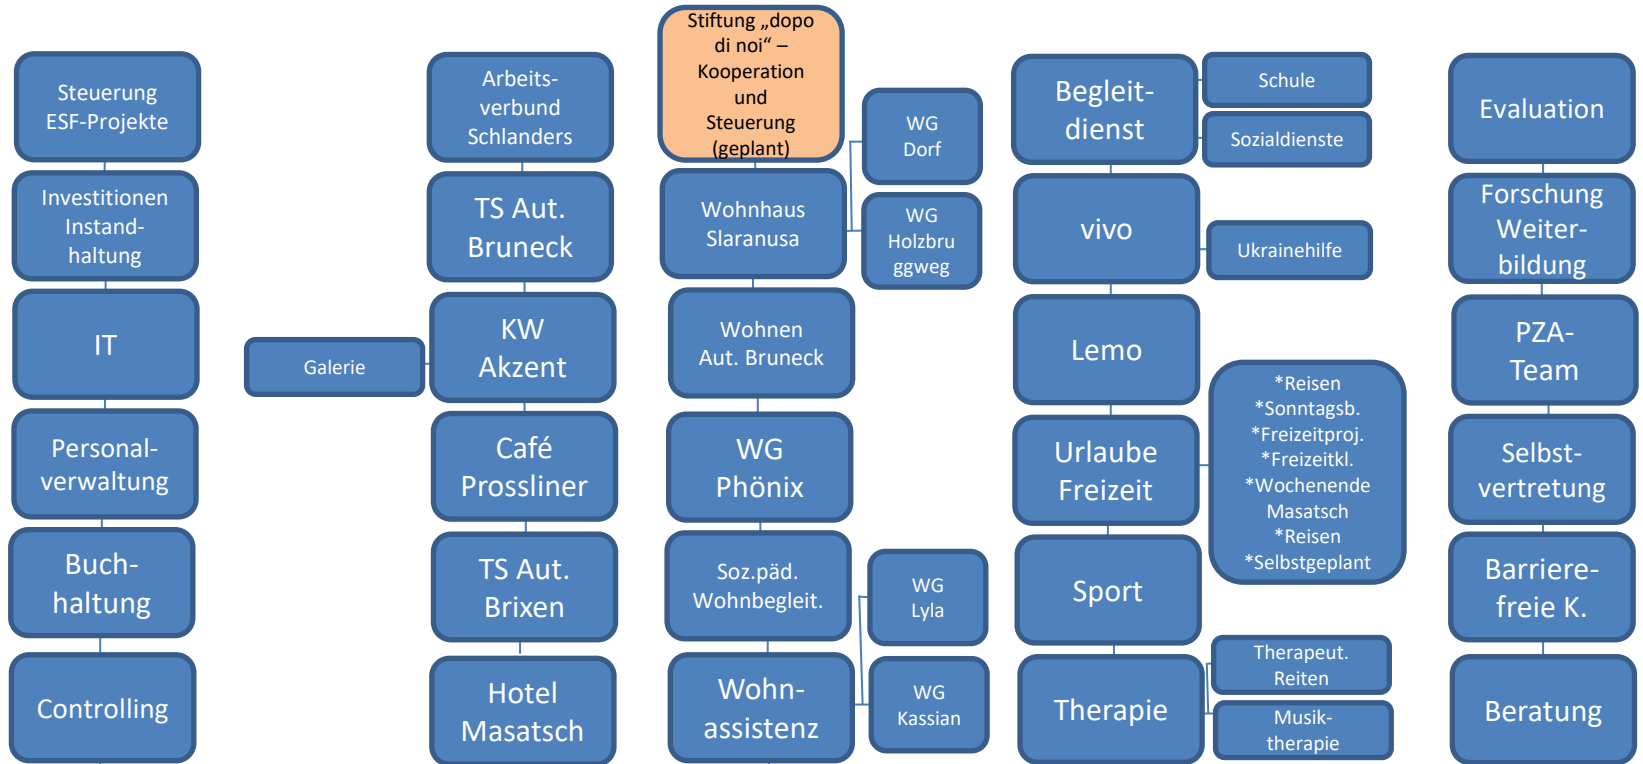 Steuerung
ESF-Projekte
Investitionen
Instand-
haltung
IT
Personal-
verwaltung
Buch-
haltung
Controlling
Arbeits-
verbund
Schlanders
TS Aut.
Bruneck
KW
Akzent
Galerie
Café
Prossliner
TS Aut.
Brixen
Hotel
Masatsch
Stiftung „dopo
di noi“ –
Kooperation
und
Steuerung
(geplant)
Wohnhaus
Slaranusa
WG
Dorf
WG
Holzbru
ggweg
Wohnen
Aut. Bruneck
WG
Phönix
Soz.päd.
Wohnbegleit.
Wohn-
assistenz
WG
Lyla
WG
Kassian
Begleit-
dienst
Schule
Sozialdienste
vivo
Ukrainehilfe
Lemo
Urlaube
Freizeit
*Reisen
*Sonntagsb.
*Freizeitproj.
*Freizeitkl.
*Wochenende
Masatsch
*Reisen
*Selbstgeplant
Sport
Therapie
Therapeut.
Reiten
Musik-
therapie
Evaluation
Forschung
Weiter-
bildung
PZA-
Team
Selbst-
vertretung
Barriere-
freie K.
Beratung